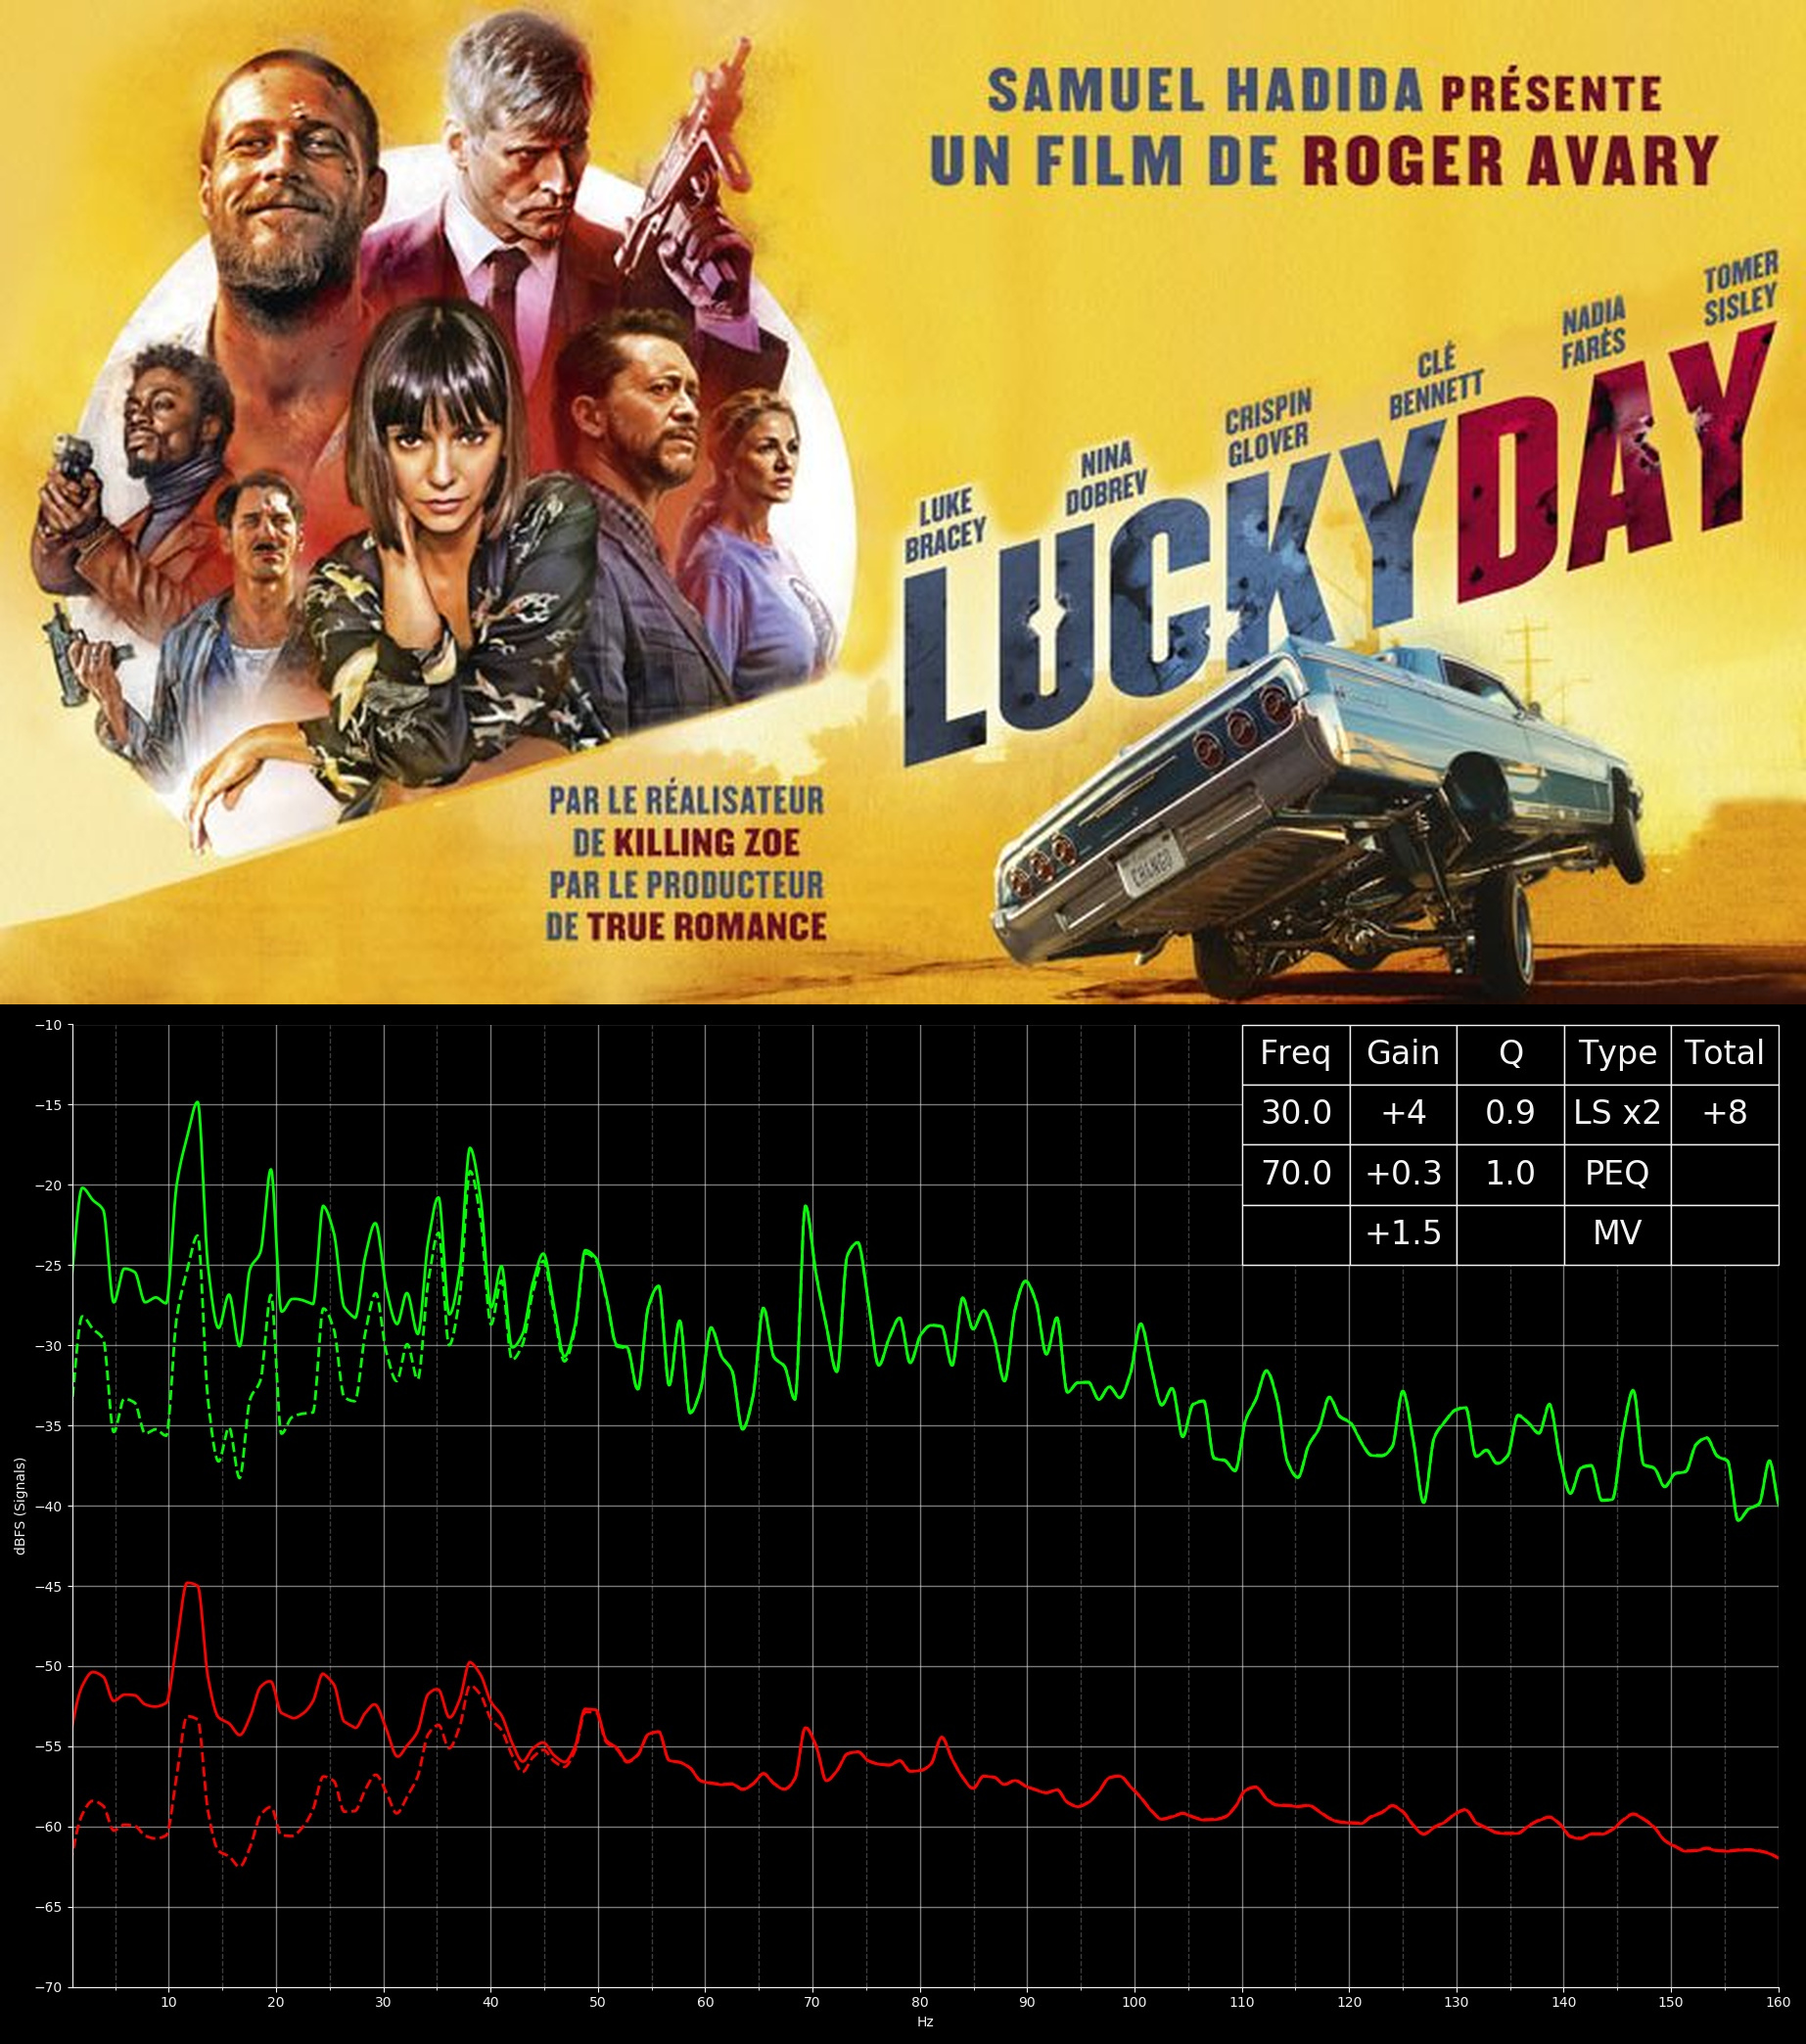 SAMUEL HADIDA PRÉSENTE
UN FILM DE ROGER AVARY
LUKE
BRACEY
NINA
DOBREV
CRISPIN
GLOVER
CLÉ
BENNETT
NADIA
FARÈS
TOMER
SISLEY
LUCKYDAY
PAR LE RÉALISATEUR
DE KILLING ZOE
PAR LE PRODUCTEUR
DE TRUE ROMANCE
Freq Gain Q Type Total
30.0 +4 0.9 LS x2 +8
70.0 +0.3 1.0 PEQ
+1.5 MV
dBFS (Signals)
−10
−15
−20
−25
−30
−35
−40
−45
−50
−55
−60
−65
−70
10 20 30 40 50 60 70 80 90 100 110 120 130 140 150 160
Hz